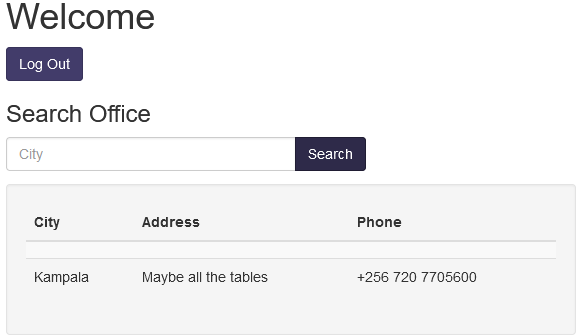 Welcome
Log Out
Search Office
City Search
City Address Phone
Kampala Maybe all the tables +256 720 7705600